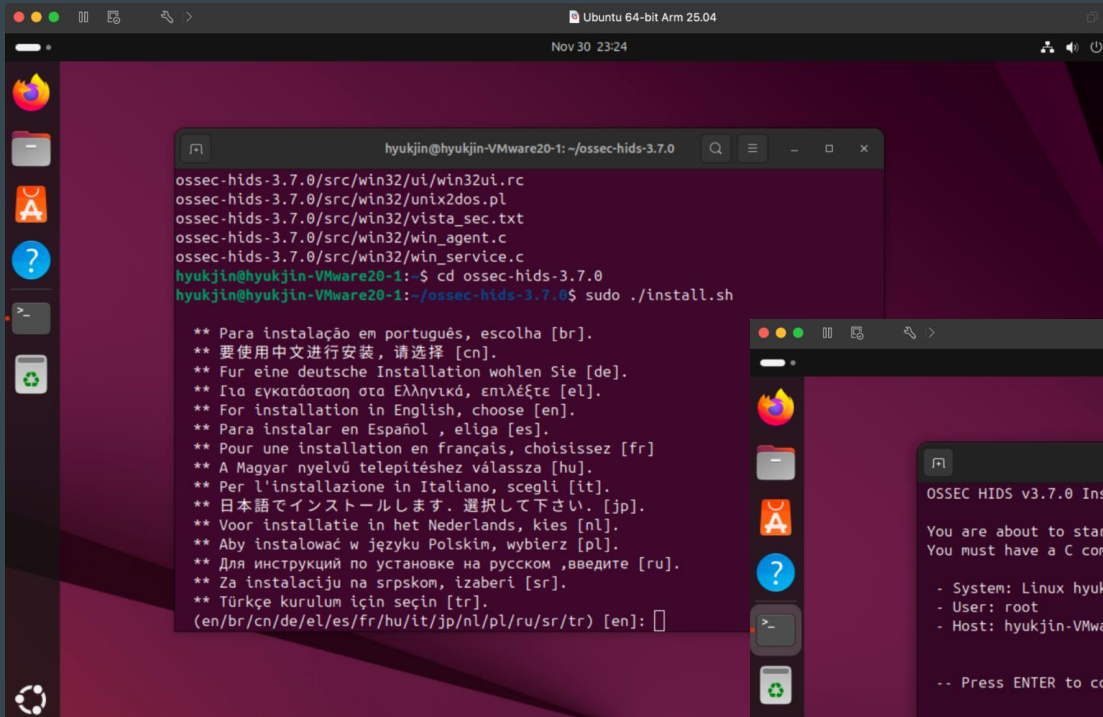 Ubuntu 64-bit Arm 25.04
Nov 30 23:24
hyukjin@hyukjin-VMware20-1: ~/ossec-hids-3.7.0
ossec-hids-3.7.0/src/win32/ui/win32ui.rc
ossec-hids-3.7.0/src/win32/unix2dos.pl
ossec-hids-3.7.0/src/win32/vista_sec.txt
ossec-hids-3.7.0/src/win32/win_agent.c
ossec-hids-3.7.0/src/win32/win_service.c
hyukjin@hyukjin-VMware20-1:~$ cd ossec-hids-3.7.0
hyukjin@hyukjin-VMware20-1:~/ossec-hids-3.7.0$ sudo ./install.sh
** Para instalação em português, escolha [br].
** 要使用中文进行安装, 请选择 [cn].
** Fur eine deutsche Installation wohlen Sie [de].
** Για εγκατάσταση στα Ελληνικά, επιλέξτε [el].
** For installation in English, choose [en].
** Para instalar en Español , eliga [es].
** Pour une installation en français, choisissez [fr]
** A Magyar nyelvű telepítéshez válassza [hu].
** Per l'installazione in Italiano, scegli [it].
** 日本語でインストールします．選択して下さい．[jp].
** Voor installatie in het Nederlands, kies [nl].
** Aby instalować w języku Polskim, wybierz [pl].
** Для инструкций по установке на русском ,введите [ru].
** Za instalaciju na srpskom, izaberi [sr].
** Türkçe kurulum için seçin [tr].
(en/br/cn/de/el/es/fr/hu/it/jp/nl/pl/ru/sr/tr) [en]:
OSSEC HIDS v3.7.0 Ins
You are about to star
You must have a C com
- System: Linux hyuk
- User: root
- Host: hyukjin-VMwa
-- Press ENTER to co